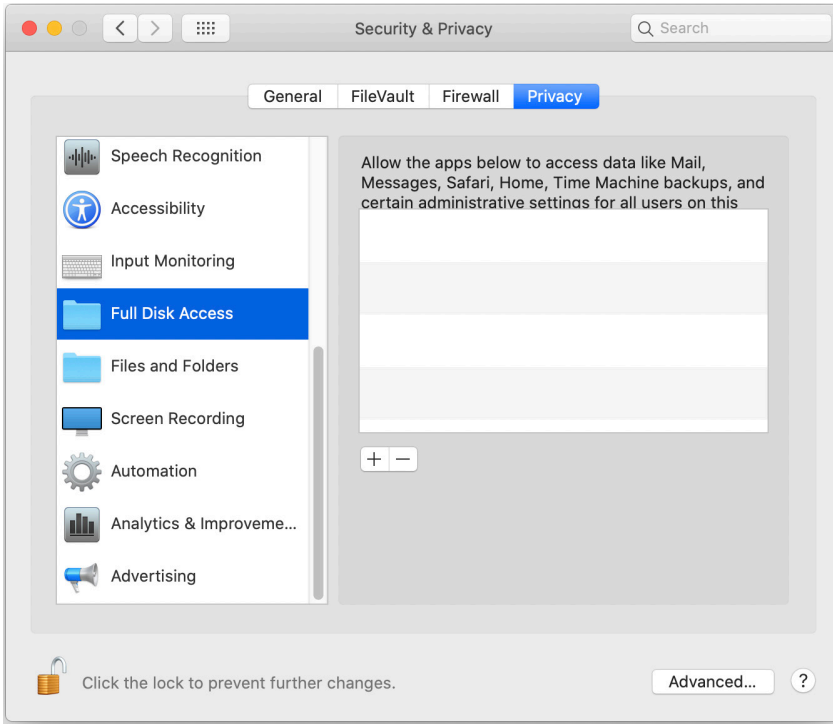 Security & Privacy
Search
General
FileVault
Firewall
Privacy
Speech Recognition
Accessibility
Input Monitoring
Full Disk Access
Files and Folders
Screen Recording
Automation
Analytics & Improveme...
Advertising
Allow the apps below to access data like Mail,
Messages, Safari, Home, Time Machine backups, and
certain administrative settings for all users on this
+
−
Click the lock to prevent further changes.
Advanced...
?